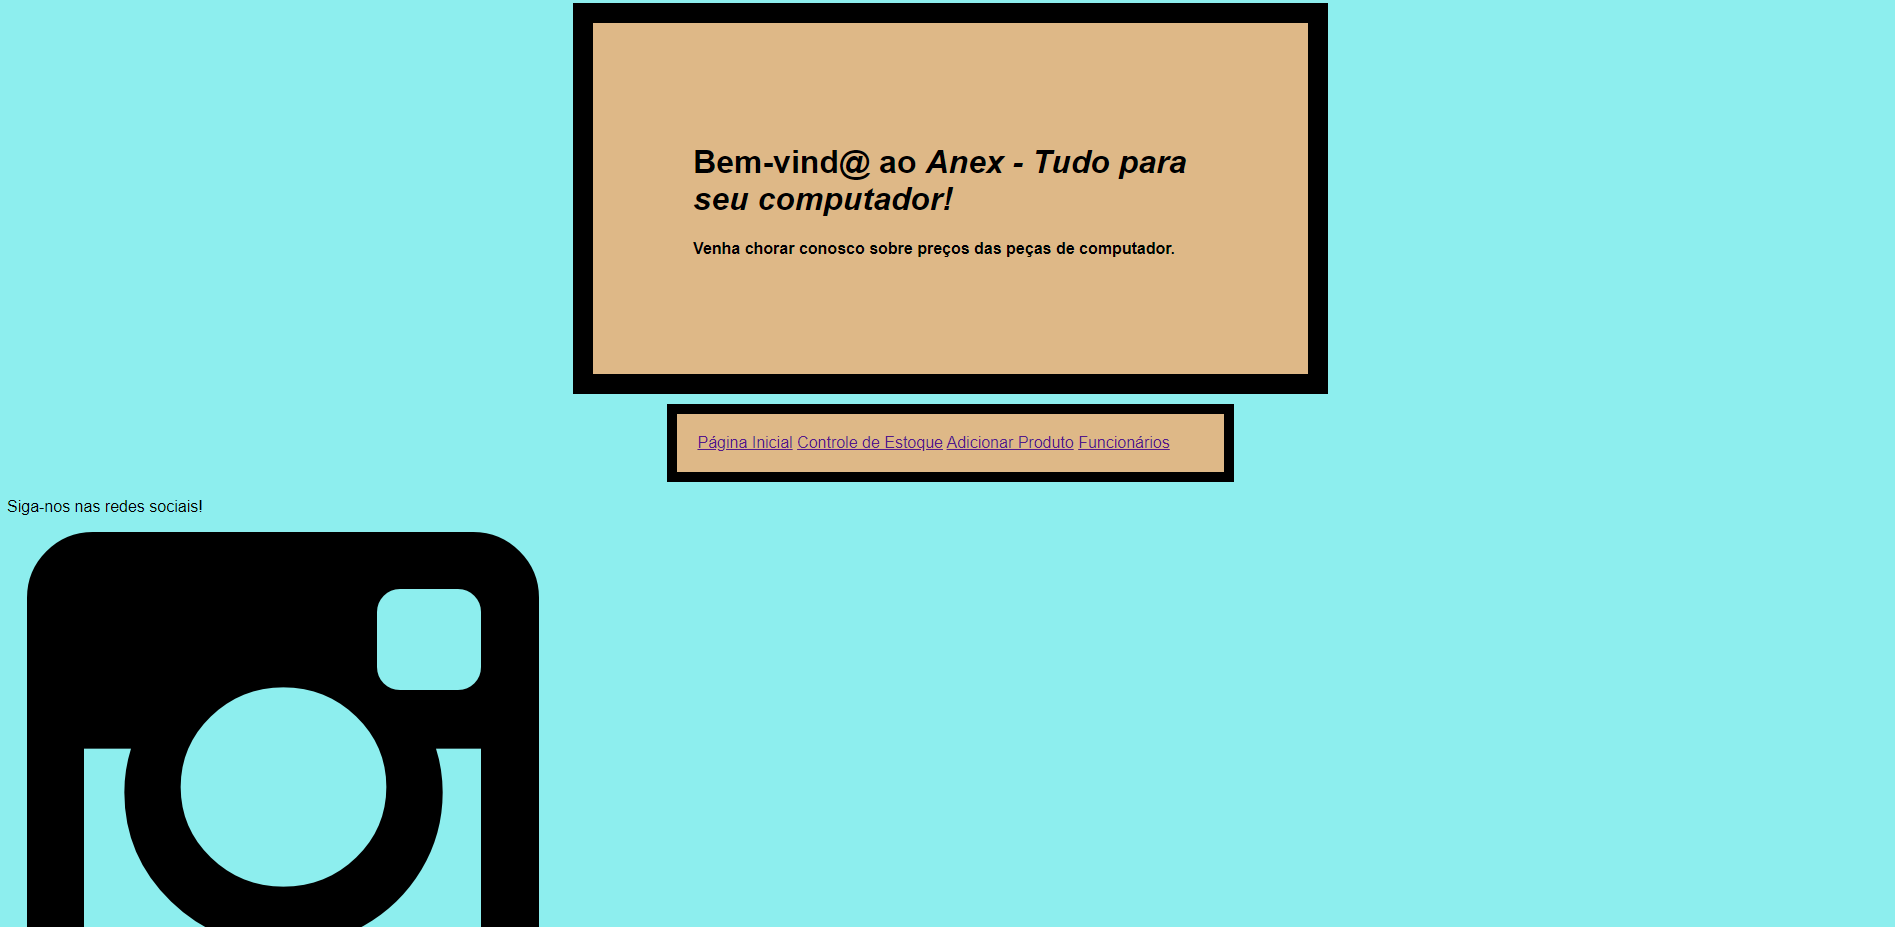 Bem-vind@ ao Anex - Tudo para
seu computador!
Venha chorar conosco sobre preços das peças de computador.
Página Inicial Controle de Estoque Adicionar Produto Funcionários
Siga-nos nas redes sociais!